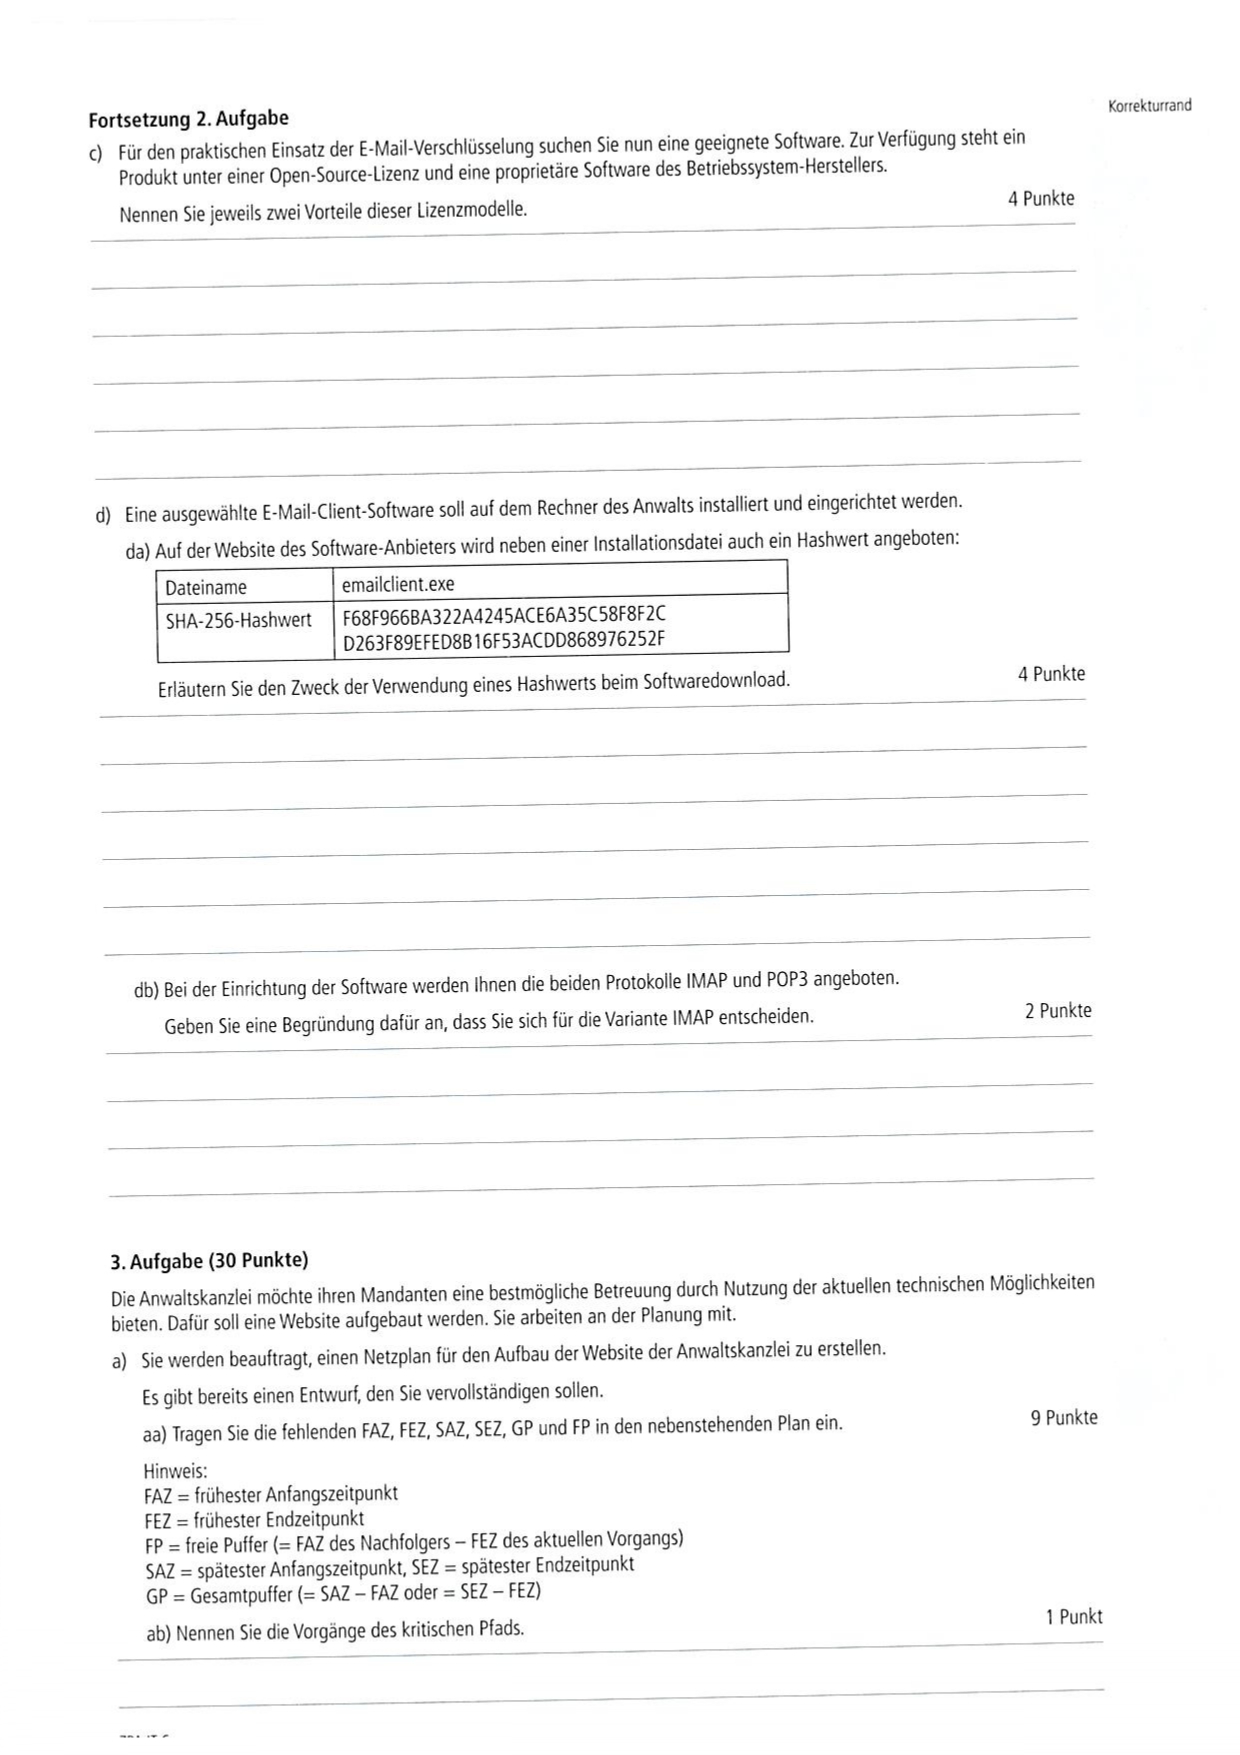 Korrekturrand
Fortsetzung 2. Aufgabe
c) Für den praktischen Einsatz der E-Mail-Verschlüsselung suchen Sie nun eine geeignete Software. Zur Verfügung steht ein
Produkt unter einer Open-Source-Lizenz und eine proprietäre Software des Betriebssystem-Herstellers.
Nennen Sie jeweils zwei Vorteile dieser Lizenzmodelle. 4 Punkte
d) Eine ausgewählte E-Mail-Client-Software soll auf dem Rechner des Anwalts installiert und eingerichtet werden.
da) Auf der Website des Software-Anbieters wird neben einer Installationsdatei auch ein Hashwert angeboten:
Dateiname emailclient.exe
SHA-256-Hashwert F68F966BA322A4245ACE6A35C58F8F2C
D263F89EFED8B16F53ACDD868976252F
Erläutern Sie den Zweck der Verwendung eines Hashwerts beim Softwaredownload. 4 Punkte
db) Bei der Einrichtung der Software werden Ihnen die beiden Protokolle IMAP und POP3 angeboten.
Geben Sie eine Begründung dafür an, dass Sie sich für die Variante IMAP entscheiden. 2 Punkte
3. Aufgabe (30 Punkte)
Die Anwaltskanzlei möchte ihren Mandanten eine bestmögliche Betreuung durch Nutzung der aktuellen technischen Möglichkeiten
bieten. Dafür soll eine Website aufgebaut werden. Sie arbeiten an der Planung mit.
a) Sie werden beauftragt, einen Netzplan für den Aufbau der Website der Anwaltskanzlei zu erstellen.
Es gibt bereits einen Entwurf, den Sie vervollständigen sollen.
aa) Tragen Sie die fehlenden FAZ, FEZ, SAZ, SEZ, GP und FP in den nebenstehenden Plan ein. 9 Punkte
Hinweis:
FAZ = frühester Anfangszeitpunkt
FEZ = frühester Endzeitpunkt
FP = freie Puffer (= FAZ des Nachfolgers – FEZ des aktuellen Vorgangs)
SAZ = spätester Anfangszeitpunkt, SEZ = spätester Endzeitpunkt
GP = Gesamtpuffer (= SAZ – FAZ oder = SEZ – FEZ)
ab) Nennen Sie die Vorgänge des kritischen Pfads. 1 Punkt